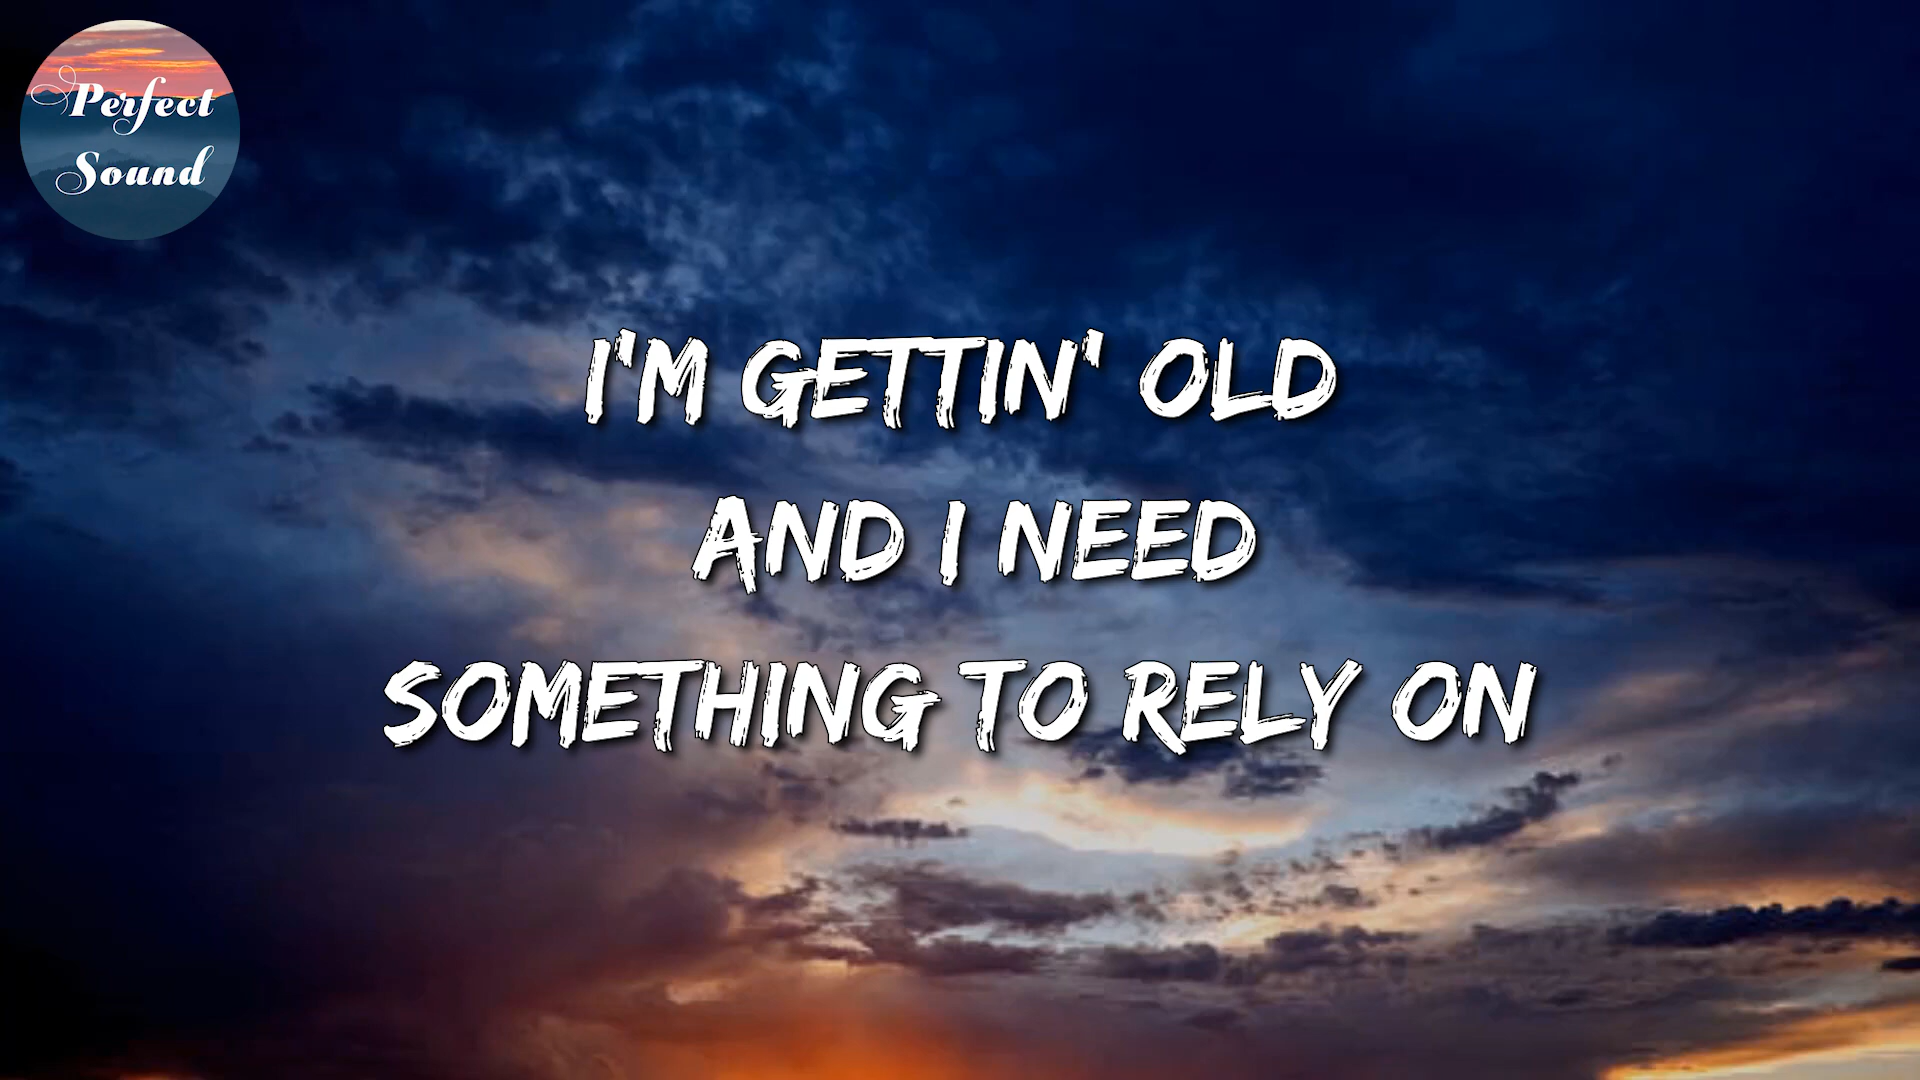 Perfect
Sound
I'M GETTIN' OLD
AND I NEED
SOMETHING TO RELY ON